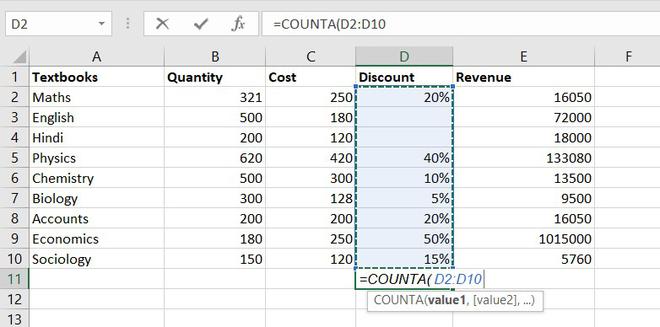 D2 fx =COUNTA(D2:D10
A B C D E F
1 Textbooks Quantity Cost Discount Revenue
2 Maths 321 250 20% 16050
3 English 500 180 72000
4 Hindi 200 120 18000
5 Physics 620 420 40% 133080
6 Chemistry 500 300 10% 13500
7 Biology 300 128 5% 9500
8 Accounts 200 200 20% 16050
9 Economics 180 250 50% 1015000
10 Sociology 150 120 15% 5760
11 =COUNTA( D2:D10
12 COUNTA(value1, [value2], ...)
13